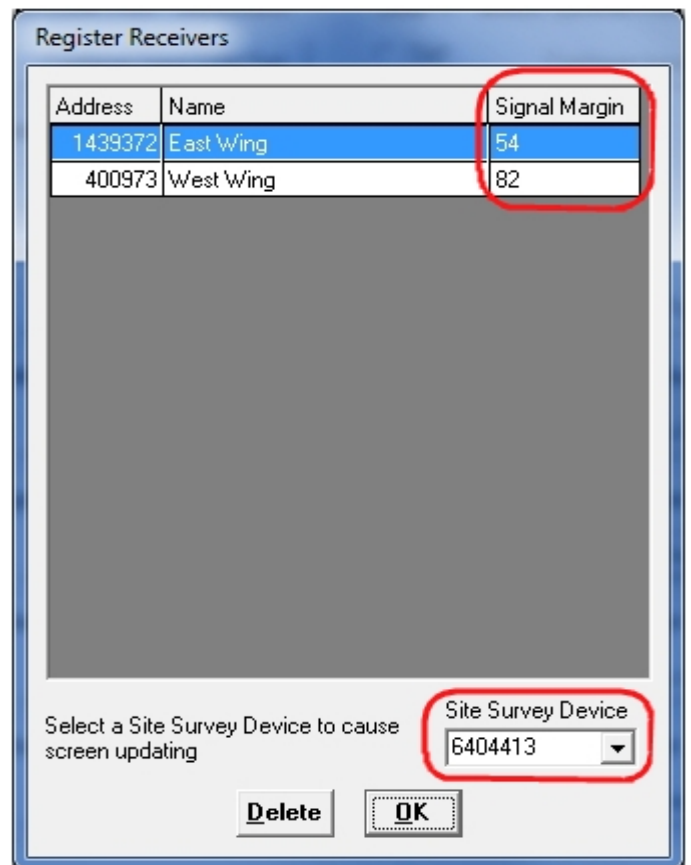 Register Receivers
Address Name Signal Margin
1439372 East Wing 54
400973 West Wing 82
Site Survey Device
Select a Site Survey Device to cause
screen updating
6404413
Delete OK